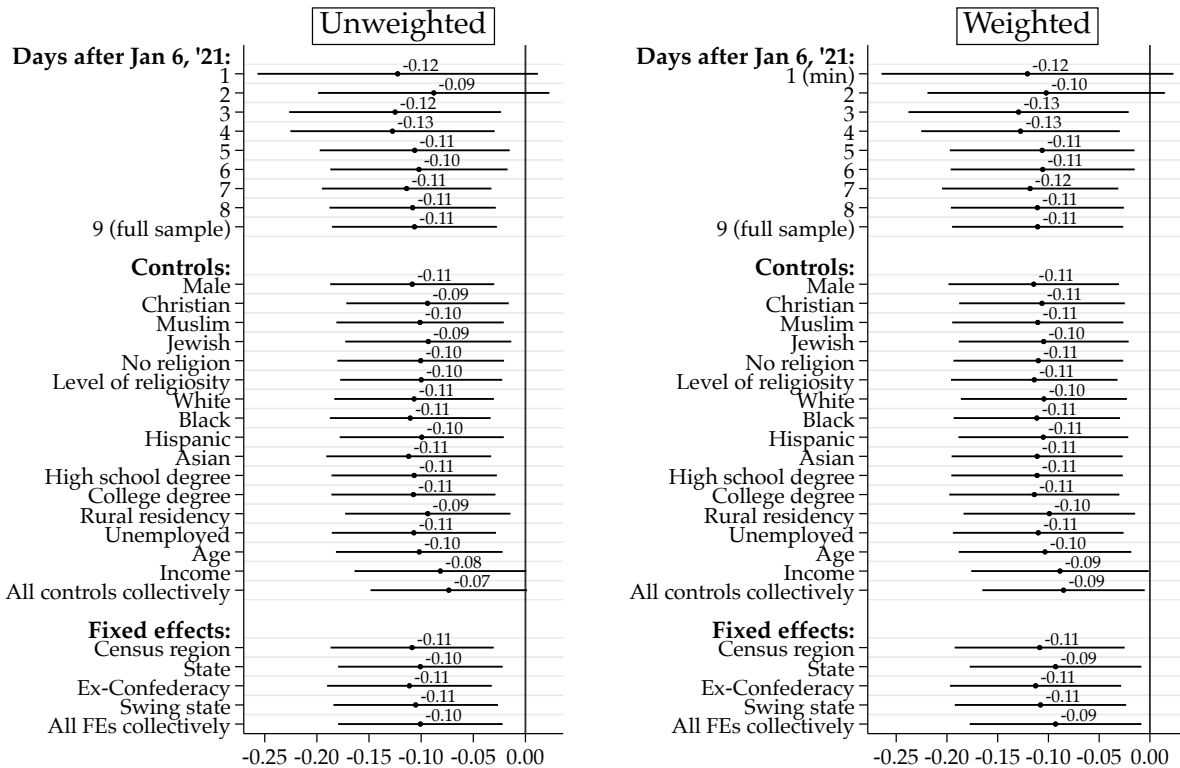 Unweighted
Days after Jan 6, '21:
1 -0.12
2 -0.09
3 -0.12
4 -0.13
5 -0.11
6 -0.10
7 -0.11
8 -0.11
9 (full sample) -0.11
Controls:
Male -0.11
Christian -0.09
Muslim -0.10
Jewish -0.09
No religion -0.10
Level of religiosity -0.10
White -0.11
Black -0.11
Hispanic -0.10
Asian -0.11
High school degree -0.11
College degree -0.11
Rural residency -0.09
Unemployed -0.11
Age -0.10
Income -0.08
All controls collectively -0.07
Fixed effects:
Census region -0.11
State -0.10
Ex-Confederacy -0.11
Swing state -0.11
All FEs collectively -0.10
-0.25 -0.20 -0.15 -0.10 -0.05 0.00
Weighted
Days after Jan 6, '21:
1 (min) -0.12
2 -0.10
3 -0.13
4 -0.13
5 -0.11
6 -0.11
7 -0.12
8 -0.11
9 (full sample) -0.11
Controls:
Male -0.11
Christian -0.11
Muslim -0.11
Jewish -0.10
No religion -0.11
Level of religiosity -0.11
White -0.10
Black -0.11
Hispanic -0.11
Asian -0.11
High school degree -0.11
College degree -0.11
Rural residency -0.10
Unemployed -0.11
Age -0.10
Income -0.09
All controls collectively -0.09
Fixed effects:
Census region -0.11
State -0.09
Ex-Confederacy -0.11
Swing state -0.11
All FEs collectively -0.09
-0.25 -0.20 -0.15 -0.10 -0.05 0.00